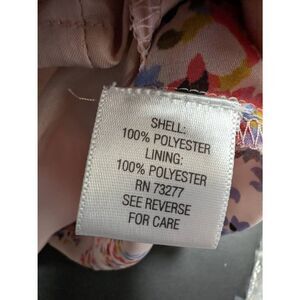 SHELL:
100% POLYESTER
LINING:
100% POLYESTER
RN 73277
SEE REVERSE
FOR CARE